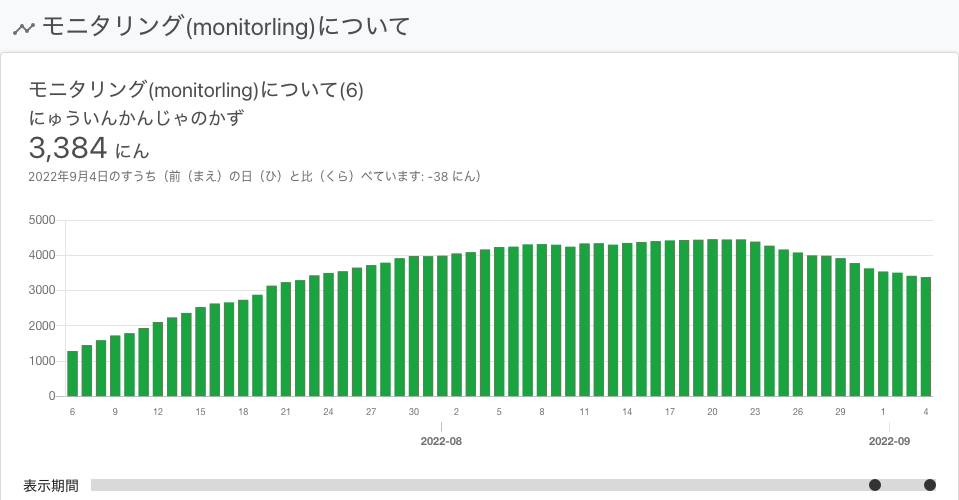 モニタリング(monitorling)について
モニタリング(monitorling)について(6)
にゅういんかんじゃのかず
3,384 にん
2022年9月4日のすうち（前（まえ）の日（ひ）と比（くら）べています: -38 にん）
5000
4000
3000
2000
1000
0
6 9 12 15 18 21 24 27 30 2 5 8 11 14 17 20 23 26 29 1 4
2022-08 2022-09
表示期間